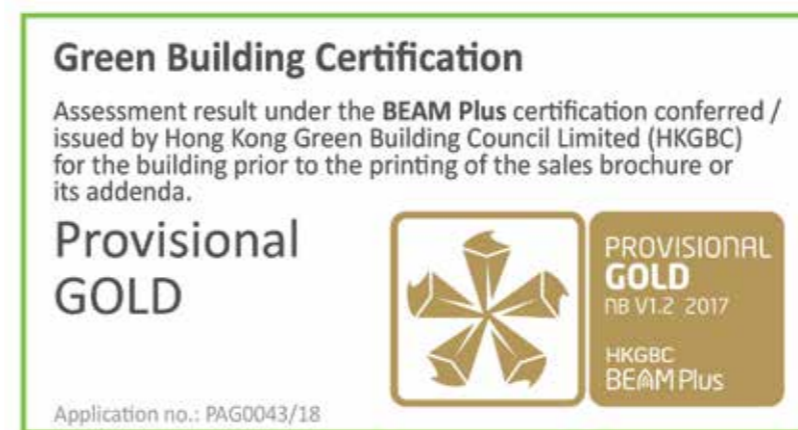 Green Building Certification
Assessment result under the BEAM Plus certification conferred /
issued by Hong Kong Green Building Council Limited (HKGBC)
for the building prior to the printing of the sales brochure or
its addenda.
Provisional
GOLD
PROVISIONAL
GOLD
NB V1.2 2017
HKGBC
BEAM Plus
Application no.: PAG0043/18